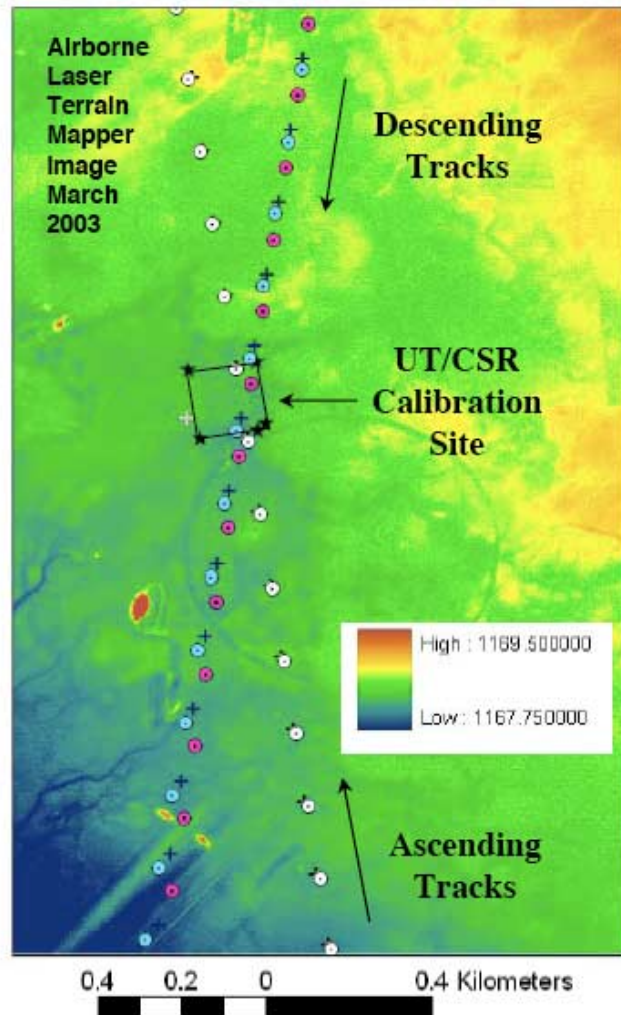 Airborne
Laser
Terrain
Mapper
Image
March
2003
Descending
Tracks
UT/CSR
Calibration
Site
High : 1169.500000
Low : 1167.750000
Ascending
Tracks
0.4 0.2 0 0.4 Kilometers